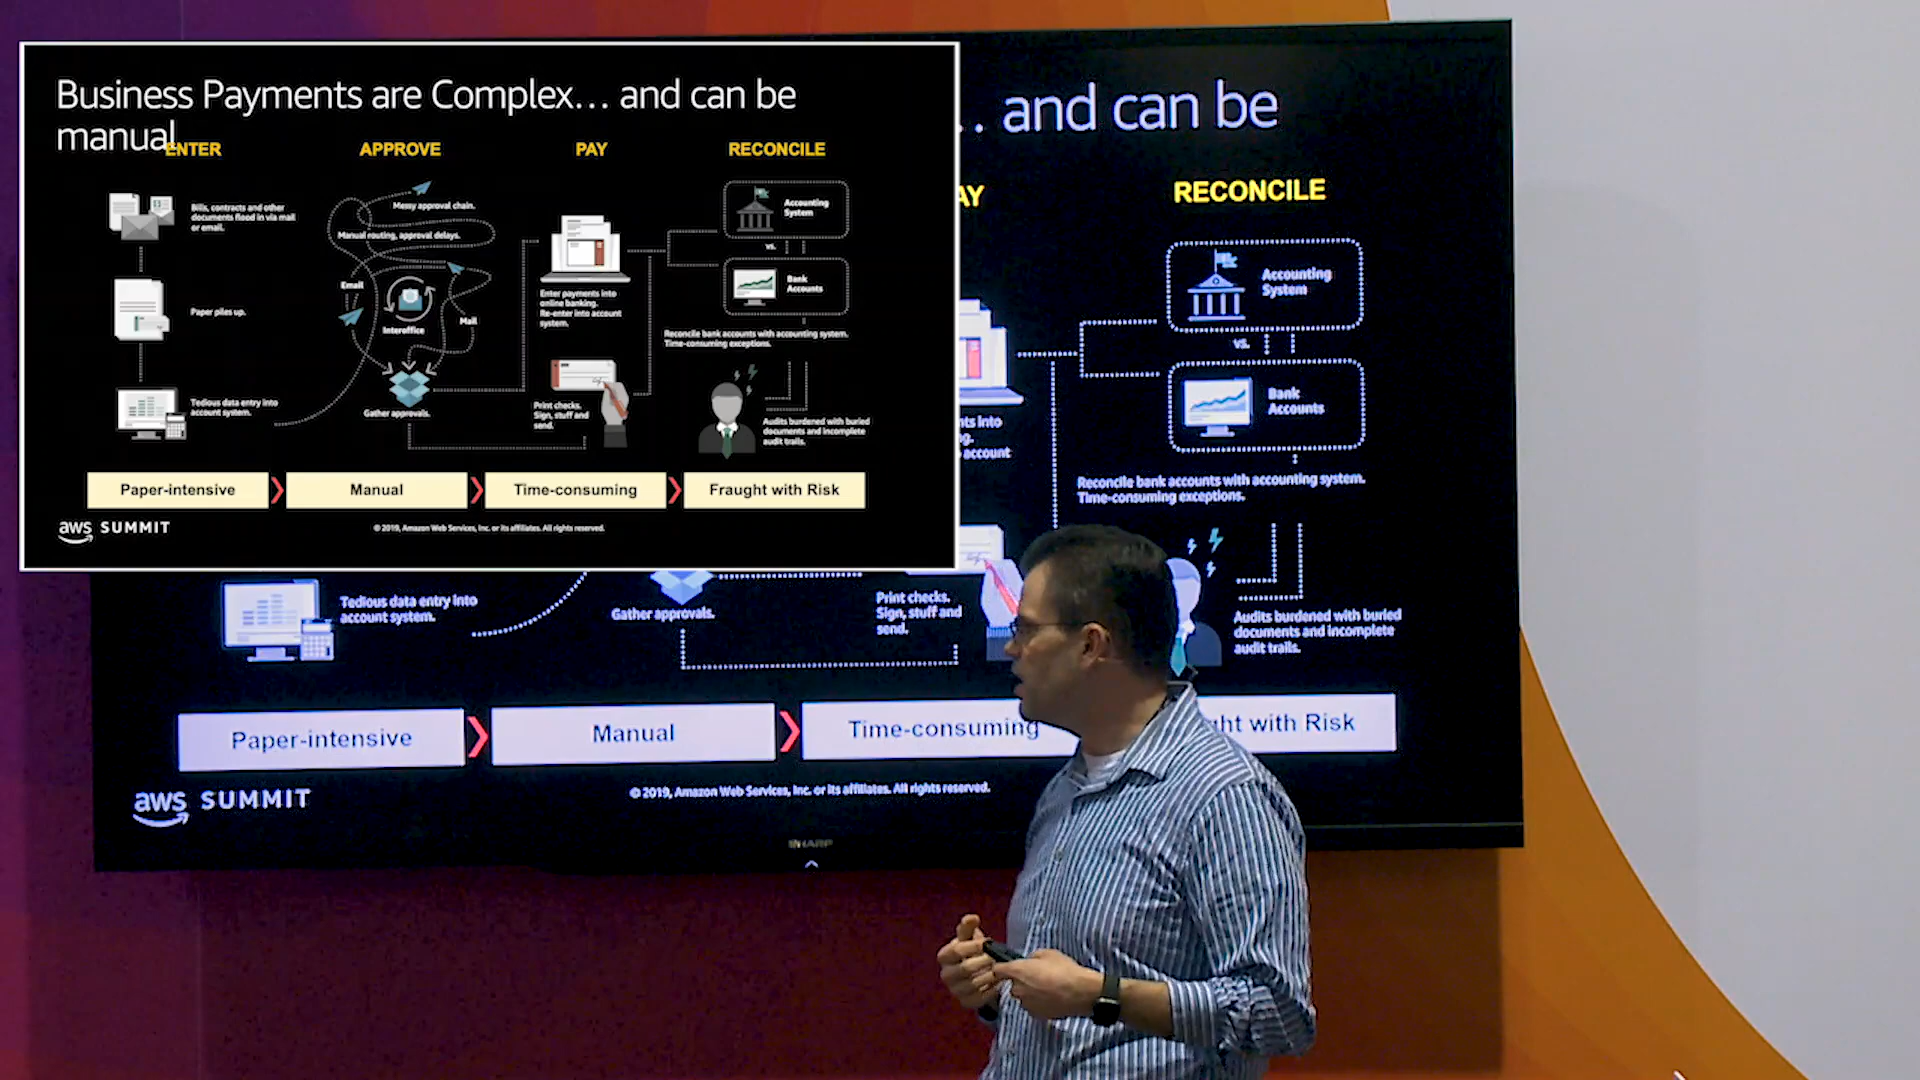 Business Payments are Complex... and can be
manual
ENTER
APPROVE
PAY
RECONCILE
Bills, contracts and other
documents flood in via mail
or email.
Paper piles up.
Tedious data entry into
account system.
Messy approval chain.
Manual routing, approval delays.
Email
Interoffice
Mail
Gather approvals.
Enter payments into
online banking.
Re-enter into account
system.
Print checks.
Sign, stuff and
send.
Accounting
System
vs.
Bank
Accounts
Reconcile bank accounts with accounting system.
Time-consuming exceptions.
Audits burdened with buried
documents and incomplete
audit trails.
Paper-intensive
Manual
Time-consuming
Fraught with Risk
aws SUMMIT
© 2019, Amazon Web Services, Inc. or its affiliates. All rights reserved.
. and can be
AY
RECONCILE
Accounting
System
vs.
Bank
Accounts
nts into
g.
account
Reconcile bank accounts with accounting system.
Time-consuming exceptions.
Tedious data entry into
account system.
Gather approvals.
Print checks.
Sign, stuff and
send.
Audits burdened with buried
documents and incomplete
audit trails.
Paper-intensive
Manual
Time-consuming
ght with Risk
aws SUMMIT
© 2019, Amazon Web Services, Inc. or its affiliates. All rights reserved.
SHARP